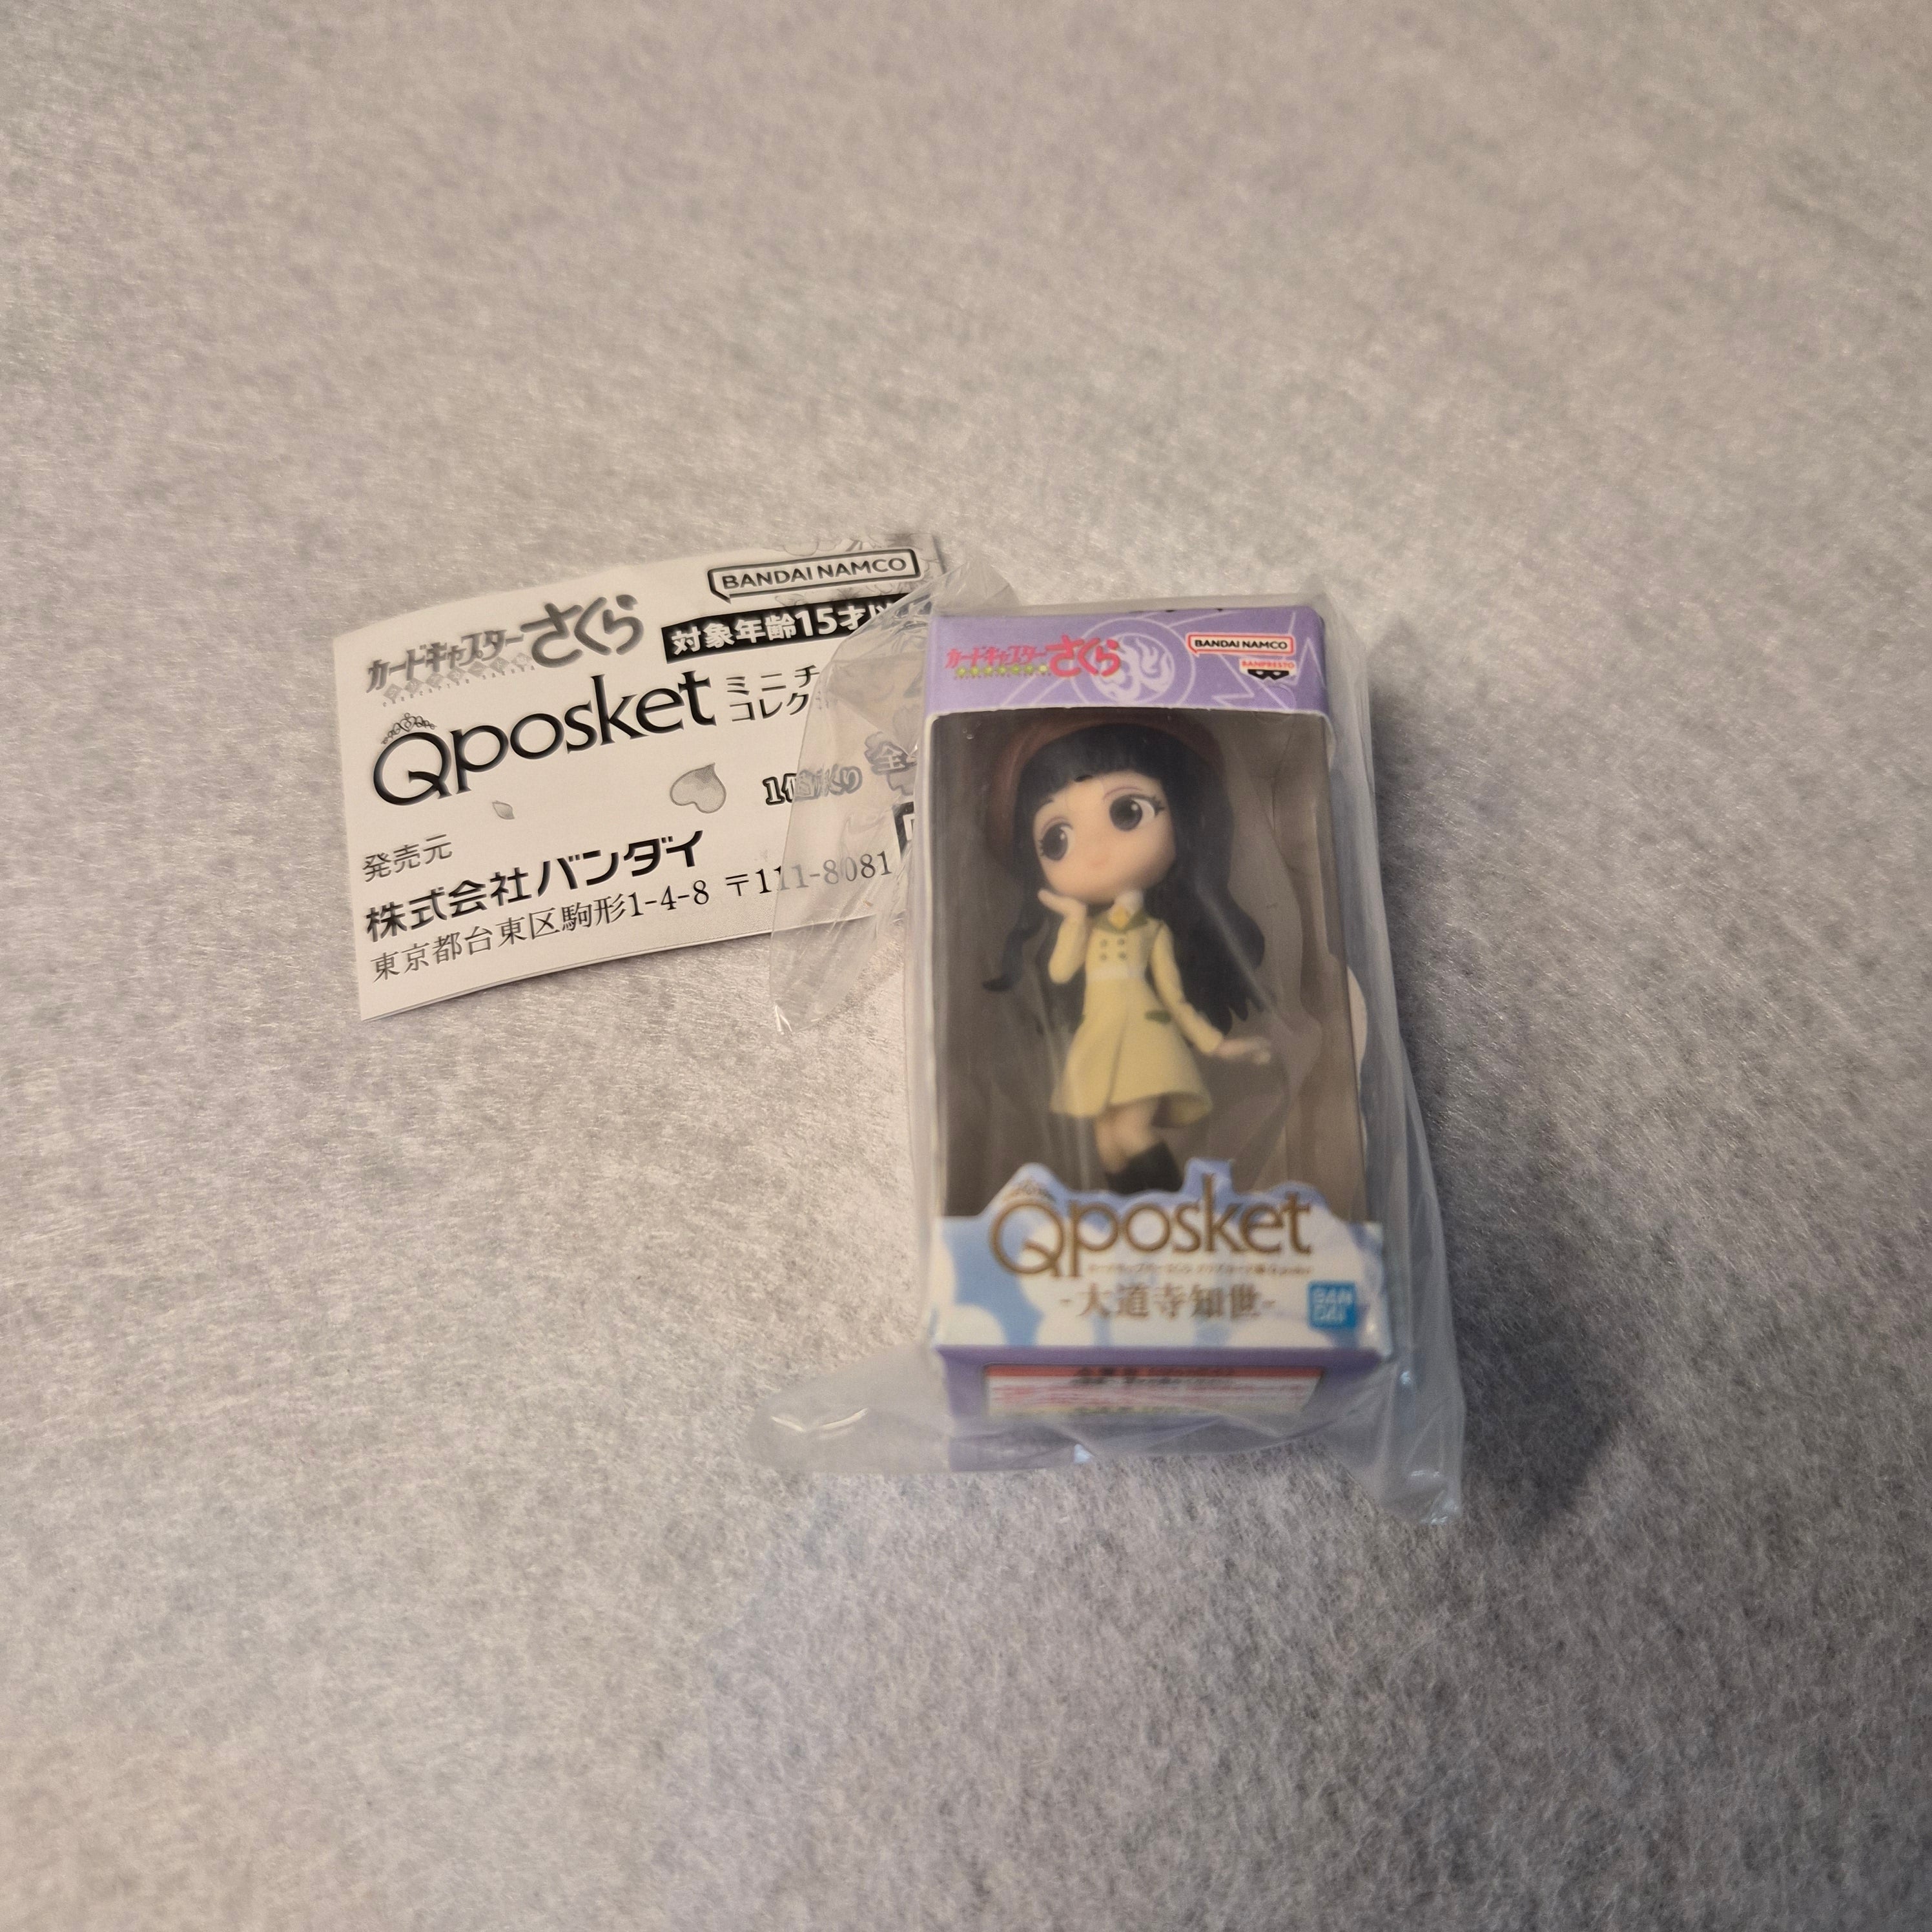 BANDAI NAMCO
カードキャプターさくら
対象年齢15才以
Qposket
ミニチ
コレク
1個
全
発売元
株式会社バンダイ
東京都台東区駒形1-4-8 〒111-8081
カードキャプターさくら
BANDAI NAMCO
BANPRESTO
Qposket
-大道寺知世-
BAN
DAI